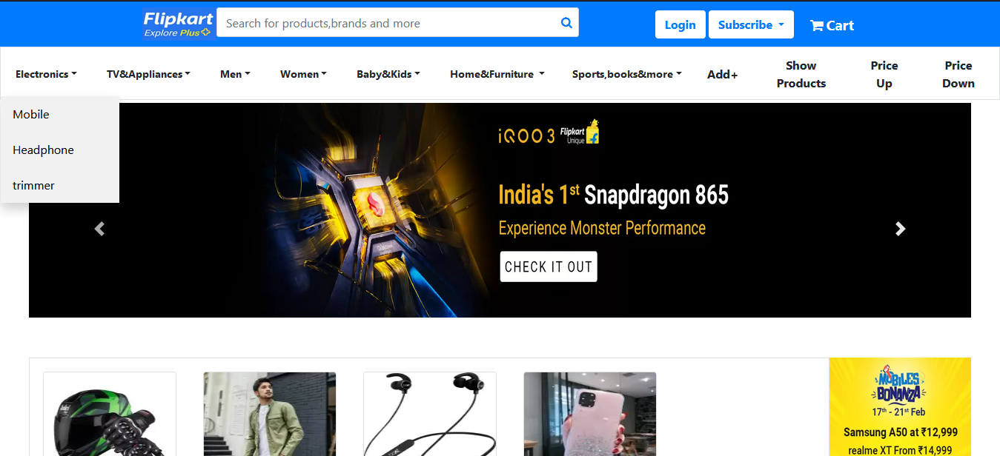 Flipkart
Explore Plus
Search for products,brands and more
Login
Subscribe
Cart
Electronics
TV&Appliances
Men
Women
Baby&Kids
Home&Furniture
Sports,books&more
Add+
Show
Products
Price
Up
Price
Down
Mobile
Headphone
trimmer
iQOO 3
Flipkart
Unique
India's 1st Snapdragon 865
Experience Monster Performance
CHECK IT OUT
MOBILES
BONANZA
17th - 21st Feb
Samsung A50 at ₹12,999
realme XT From ₹14,999